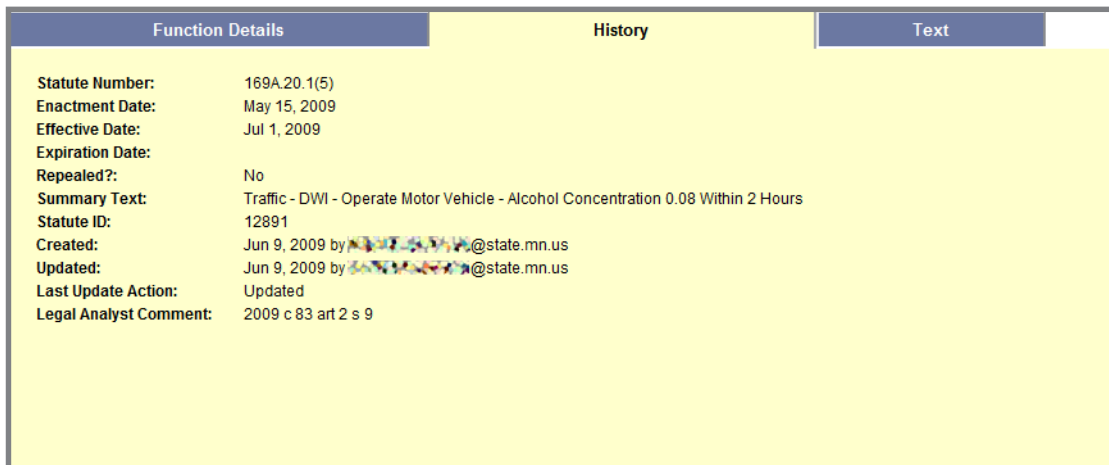 Function Details History Text
Statute Number: 169A.20.1(5)
Enactment Date: May 15, 2009
Effective Date: Jul 1, 2009
Expiration Date:
Repealed?: No
Summary Text: Traffic - DWI - Operate Motor Vehicle - Alcohol Concentration 0.08 Within 2 Hours
Statute ID: 12891
Created: Jun 9, 2009 by @state.mn.us
Updated: Jun 9, 2009 by @state.mn.us
Last Update Action: Updated
Legal Analyst Comment: 2009 c 83 art 2 s 9